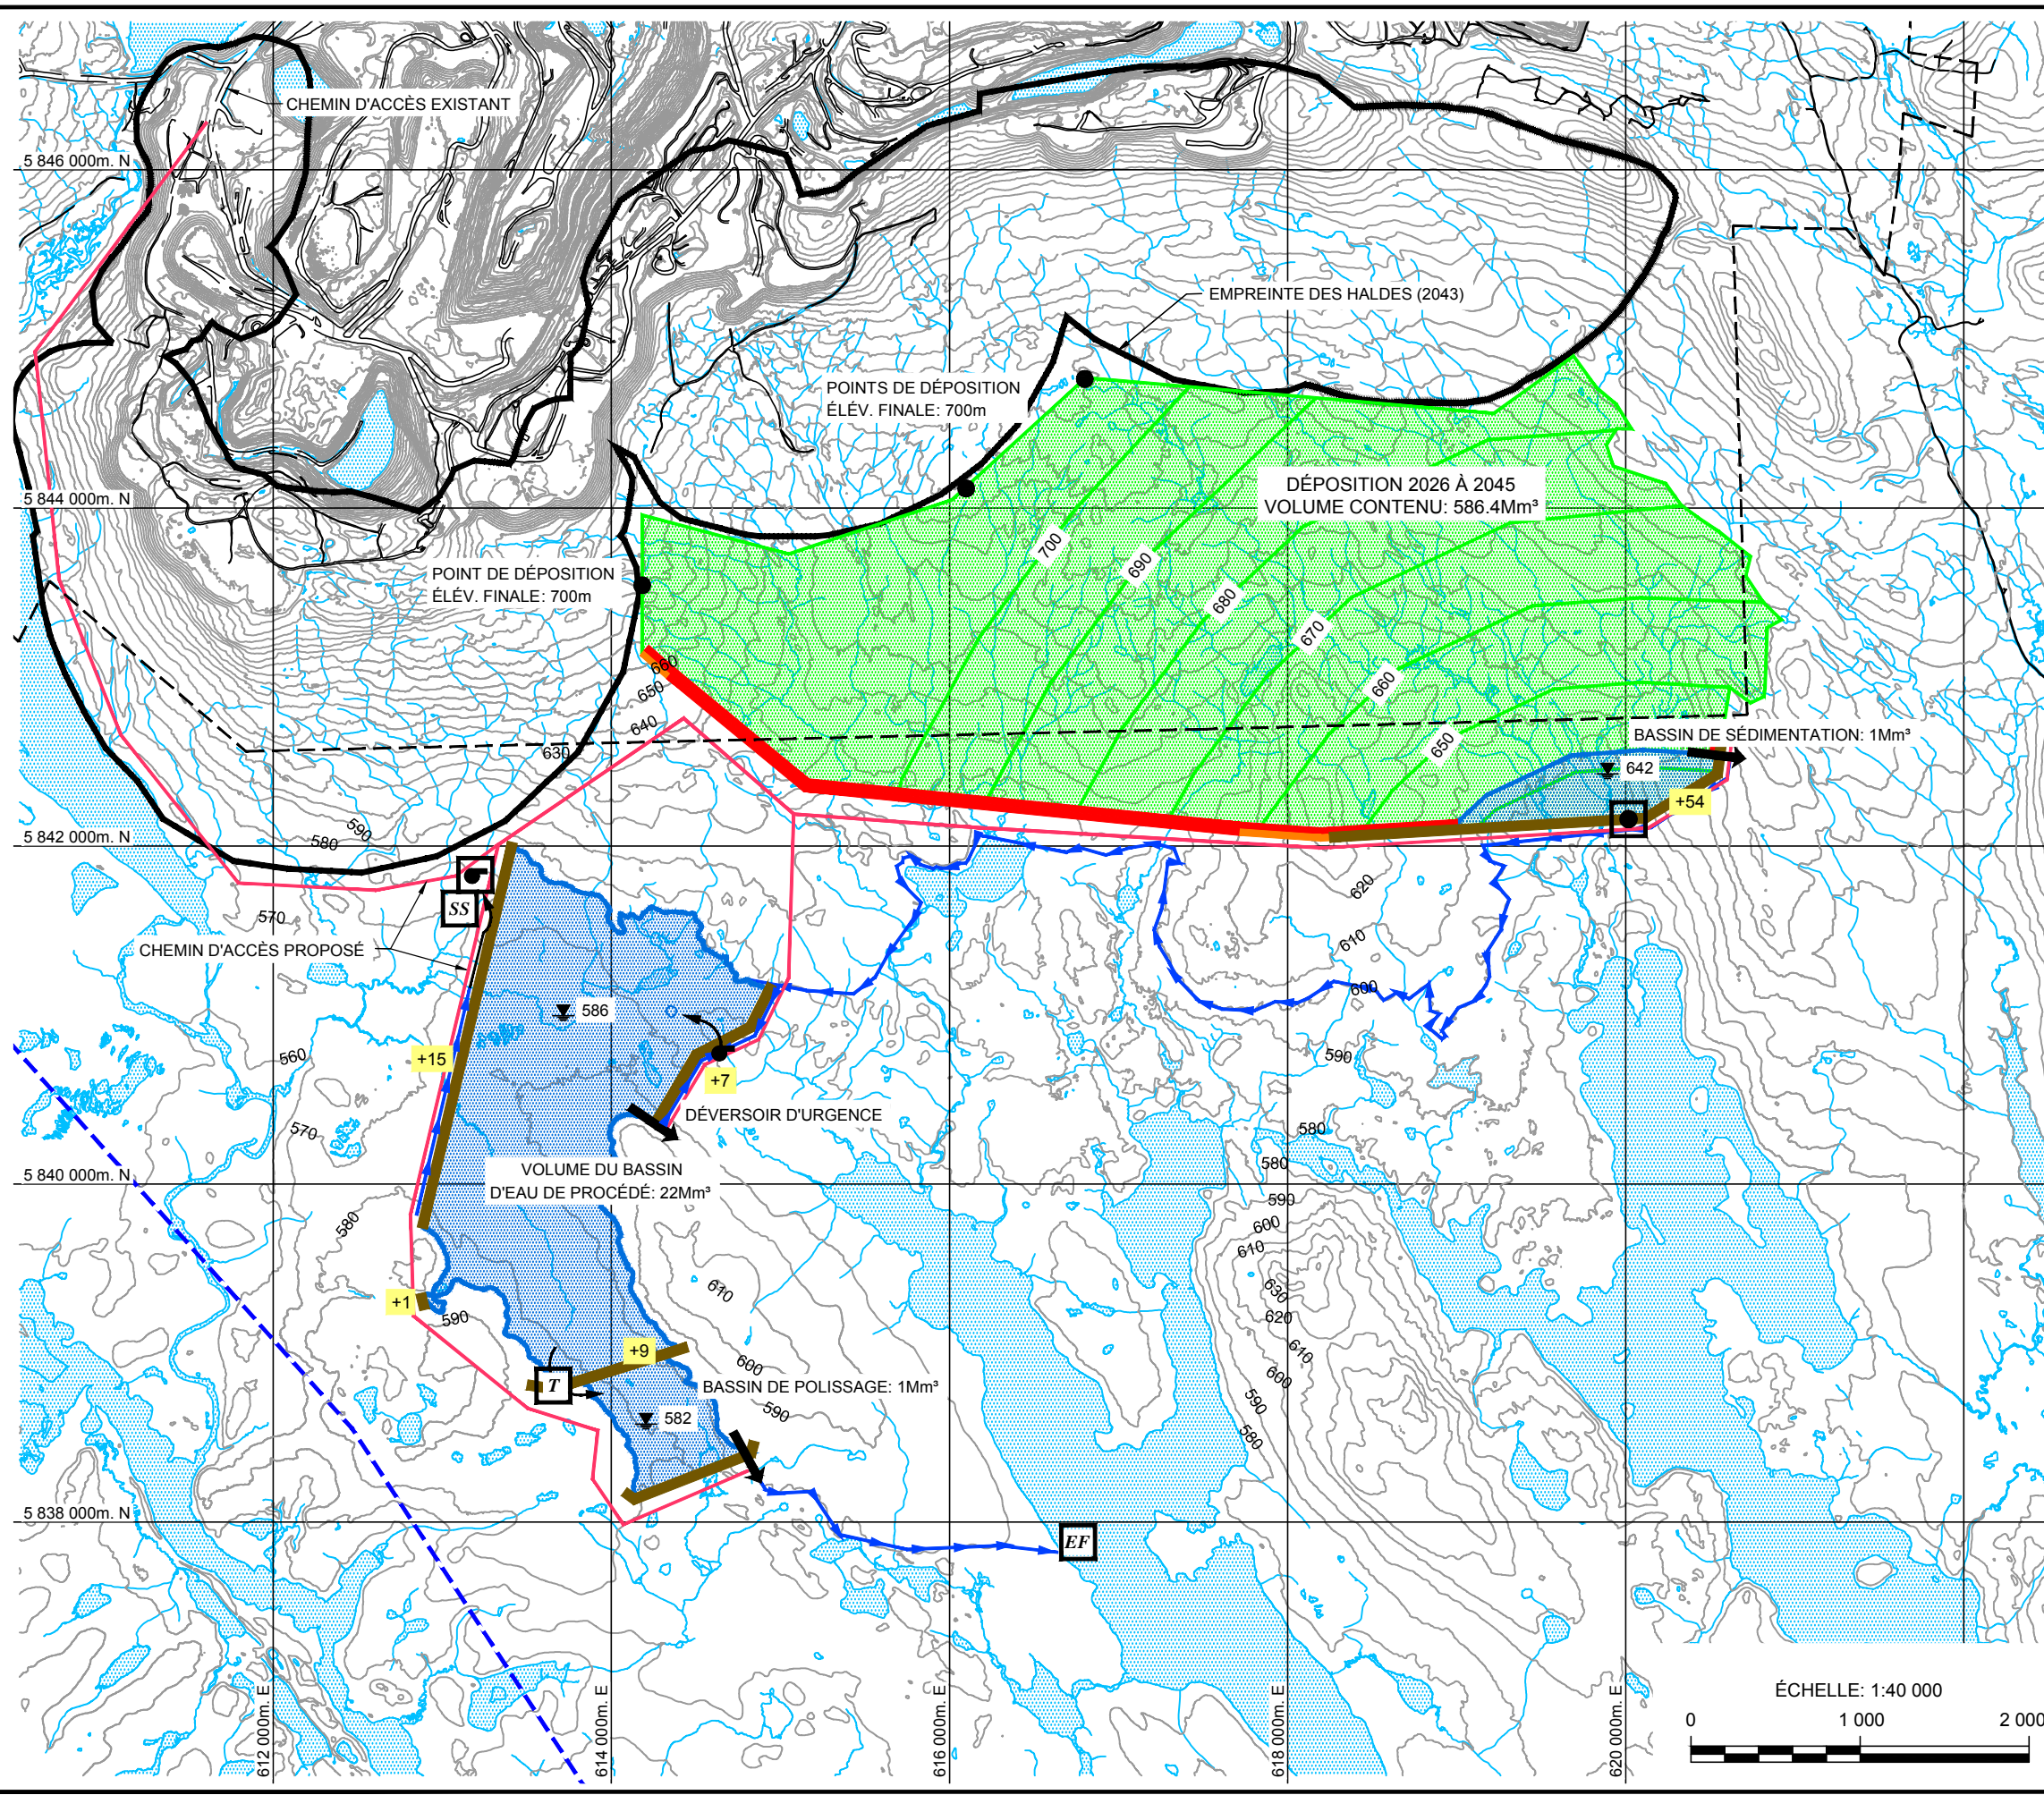 CHEMIN D'ACCÈS EXISTANT
5 846 000m. N
EMPREINTE DES HALDES (2043)
POINTS DE DÉPOSITION
ÉLÉV. FINALE: 700m
DÉPOSITION 2026 À 2045
VOLUME CONTENU: 586.4Mm³
5 844 000m. N
POINT DE DÉPOSITION
ÉLÉV. FINALE: 700m
700
690
680
670
660
650
660
650
640
630
BASSIN DE SÉDIMENTATION: 1Mm³
642
+54
590
580
5 842 000m. N
620
SS
570
610
CHEMIN D'ACCÈS PROPOSÉ
600
586
560
+15
590
+7
DÉVERSOIR D'URGENCE
570
580
VOLUME DU BASSIN
D'EAU DE PROCÉDÉ: 22Mm³
580
5 840 000m. N
590
580
600
610
630
620
610
+1
590
610
+9
600
600
T
BASSIN DE POLISSAGE: 1Mm³
590
590
582
580
5 838 000m. N
EF
612 000m. E
614 000m. E
616 000m. E
618 000m. E
620 000m. E
ÉCHELLE: 1:40 000
0
1 000
2 000